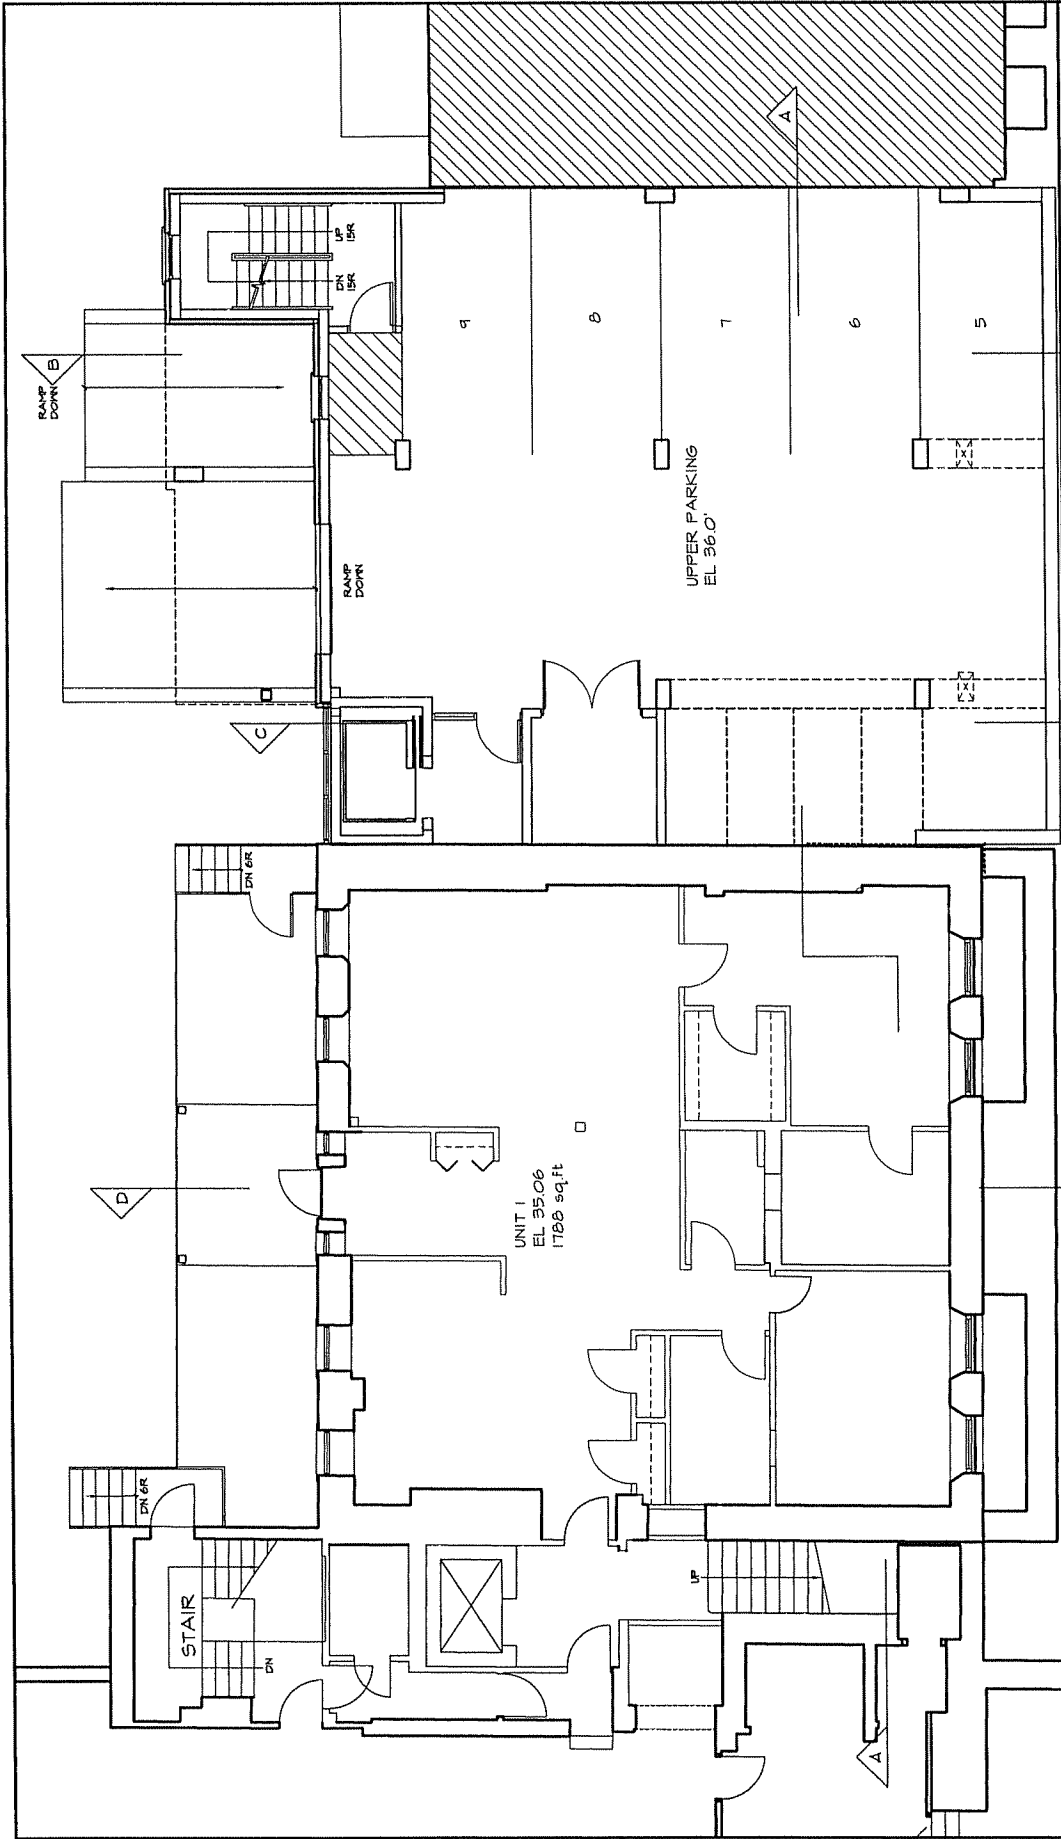 A
UP
15R
DN
15R
B
RAMP
DOWN
9
8
7
6
5
UPPER PARKING
EL 36.0'
RAMP
DOWN
C
DN 6R
D
UNIT 1
EL 35.06
1788 sq.ft
DN 6R
STAIR
DN
UP
A